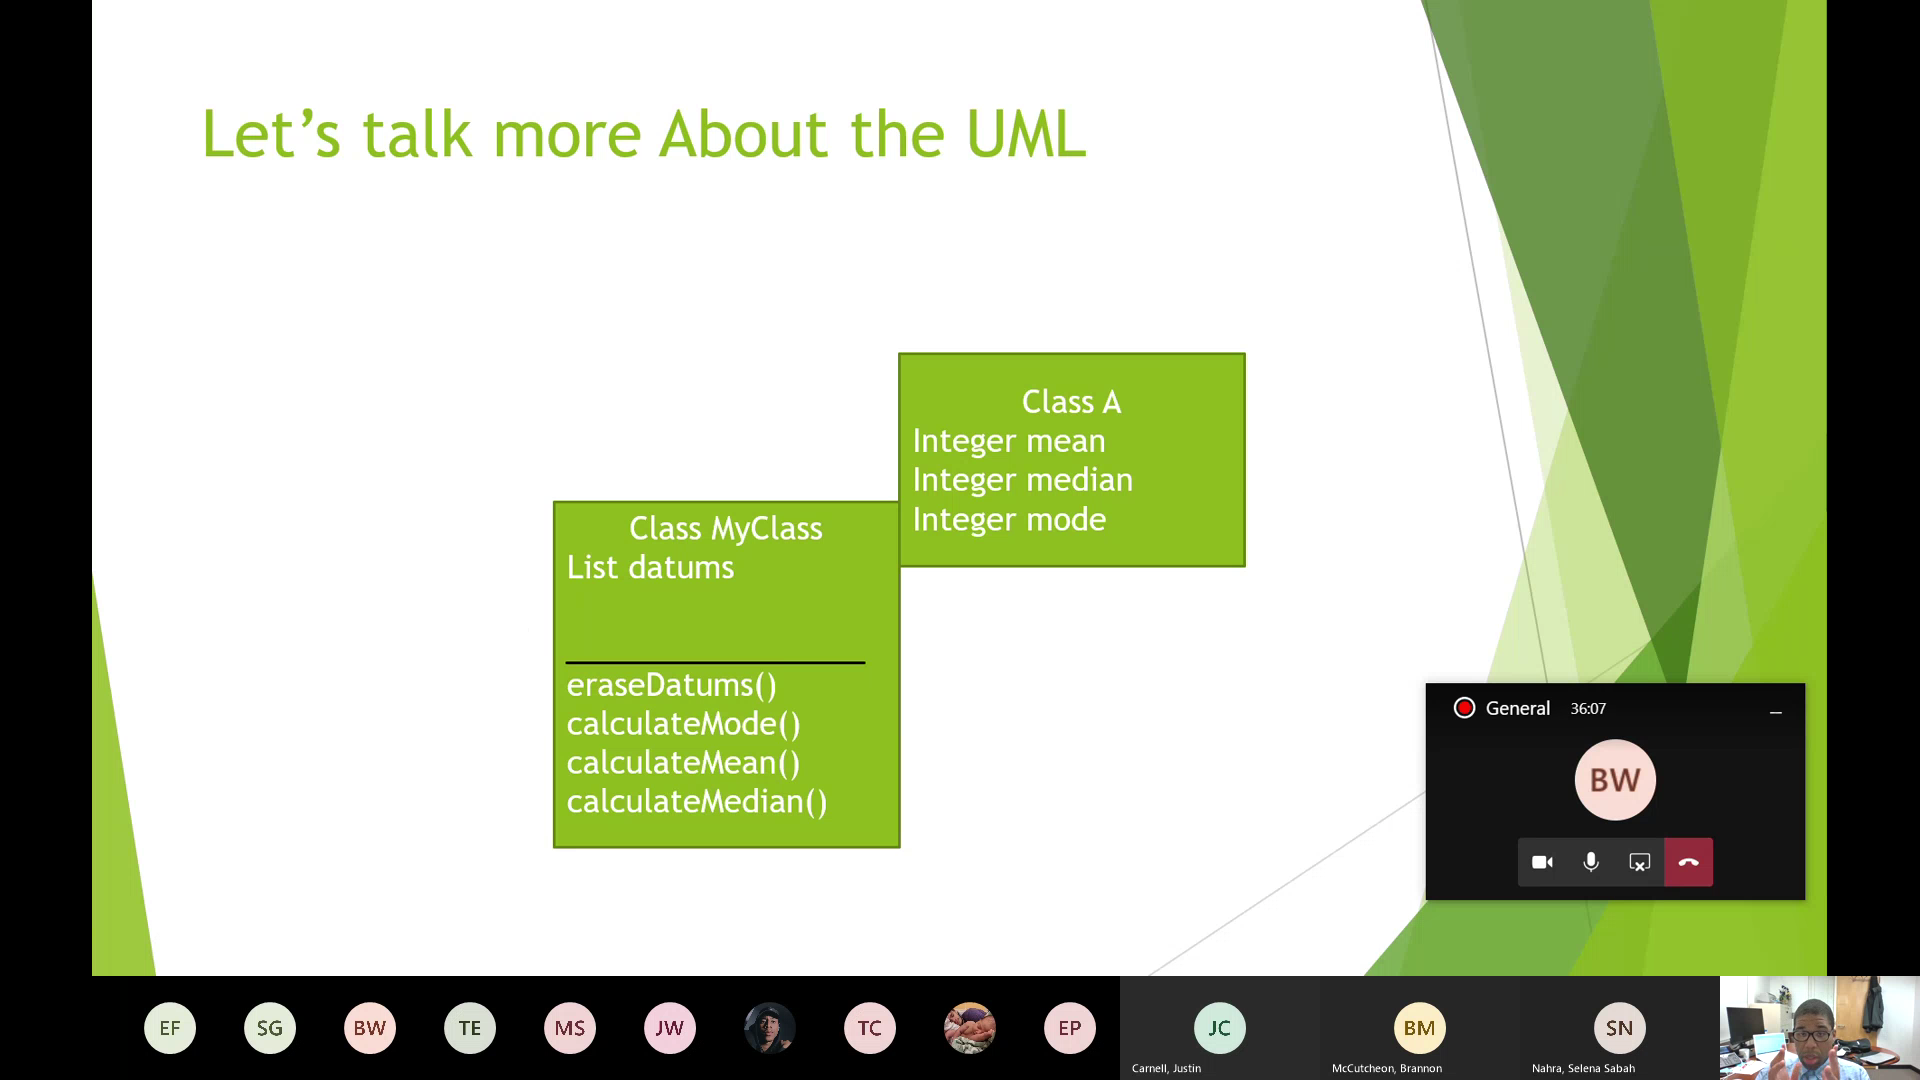 Let's talk more About the UML
Class A
Integer mean
Integer median
Integer mode
Class MyClass
List datums
eraseDatums()
calculateMode()
calculateMean()
calculateMedian()
General 36:07
BW
EF
SG
BW
TE
MS
JW
TC
EP
JC
Carnell, Justin
BM
McCutcheon, Brannon
SN
Nahra, Selena Sabah